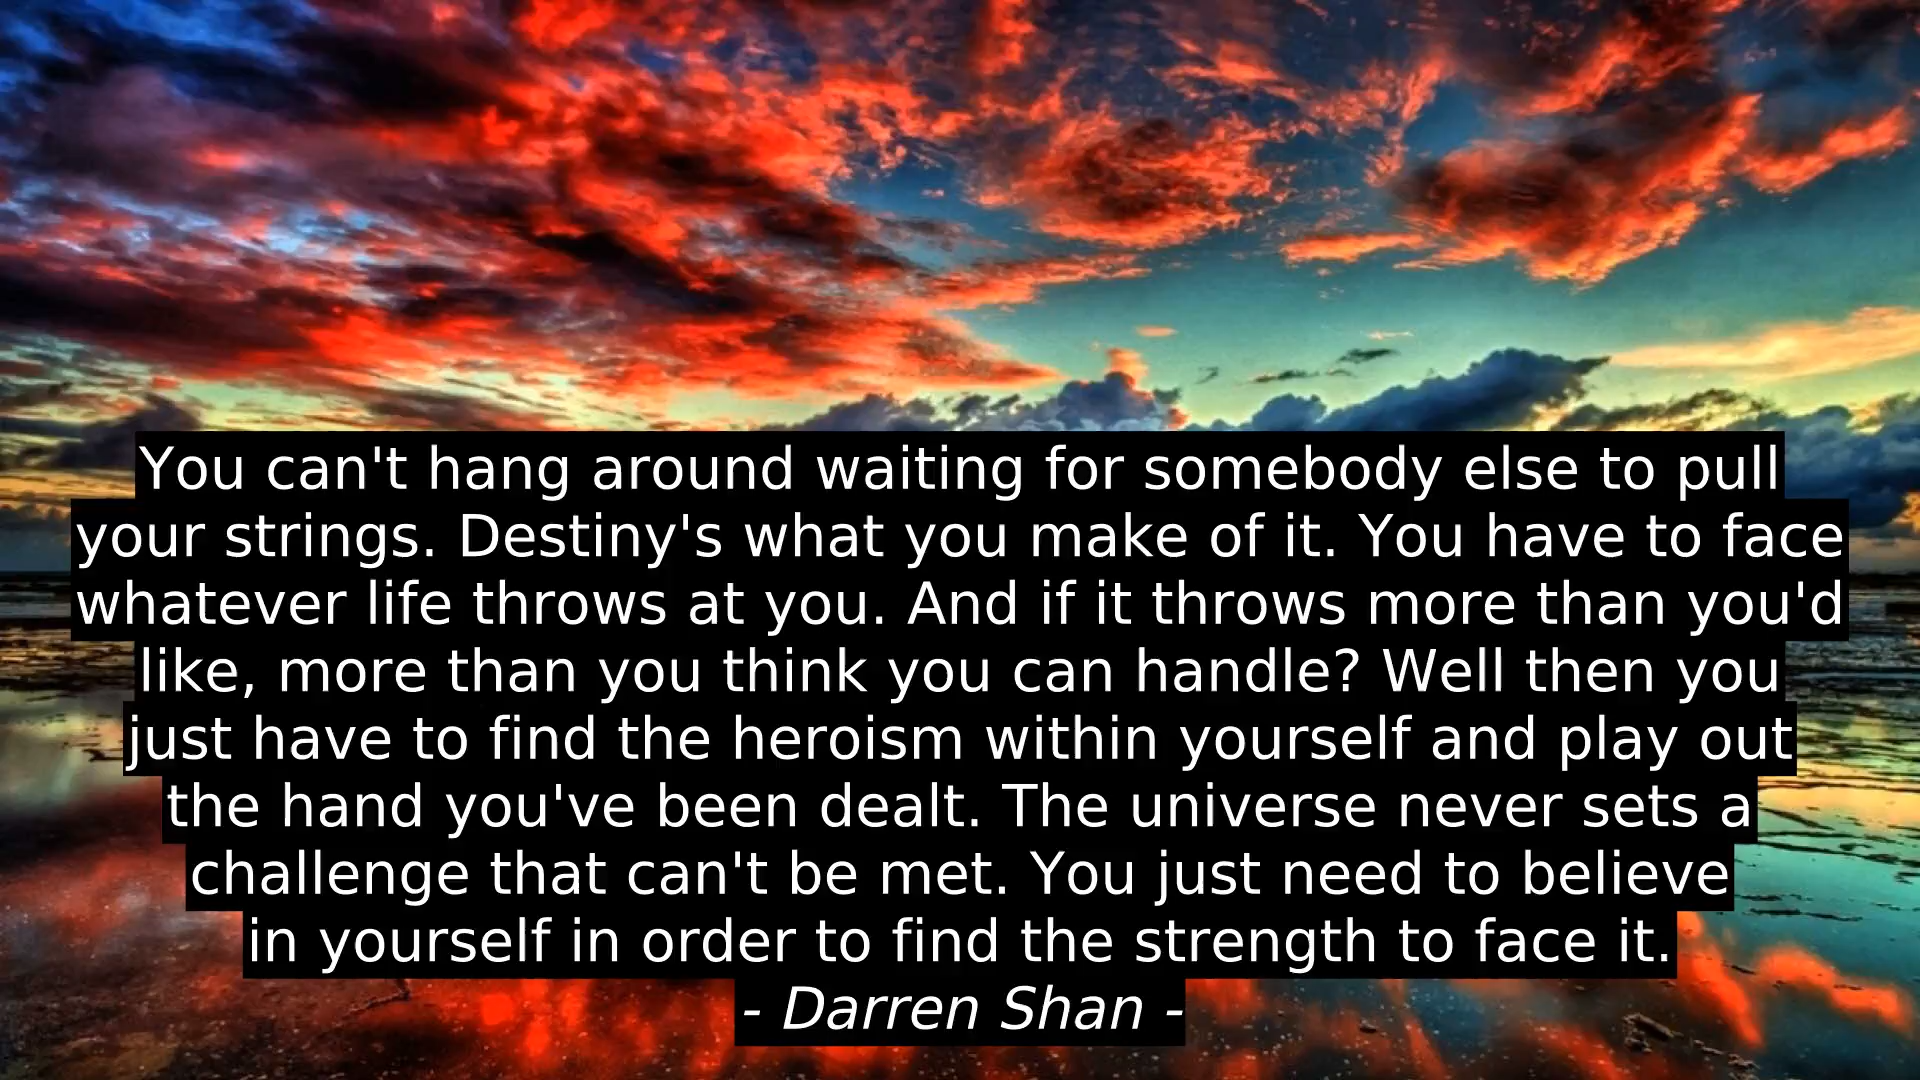 You can't hang around waiting for somebody else to pull
your strings. Destiny's what you make of it. You have to face
whatever life throws at you. And if it throws more than you'd
like, more than you think you can handle? Well then you
just have to find the heroism within yourself and play out
the hand you've been dealt. The universe never sets a
challenge that can't be met. You just need to believe
in yourself in order to find the strength to face it.
- Darren Shan -